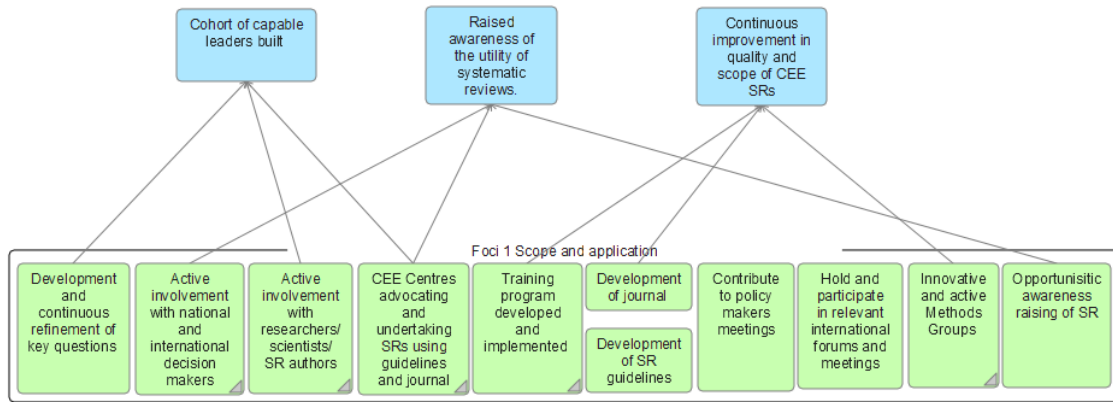 Cohort of capable
leaders built
Raised
awareness of
the utility of
systematic
reviews.
Continuous
improvement in
quality and
scope of CEE
SRs
Foci 1 Scope and application
Development
and
continuous
refinement of
key questions
Active
involvement
with national
and
international
decision
makers
Active
involvement
with
researchers/
scientists/
SR authors
CEE Centres
advocating
and
undertaking
SRs using
guidelines
and journal
Training
program
developed
and
implemented
Development
of journal
Development
of SR
guidelines
Contribute
to policy
makers
meetings
Hold and
participate
in relevant
international
forums and
meetings
Innovative
and active
Methods
Groups
Opportunisitic
awareness
raising of SR